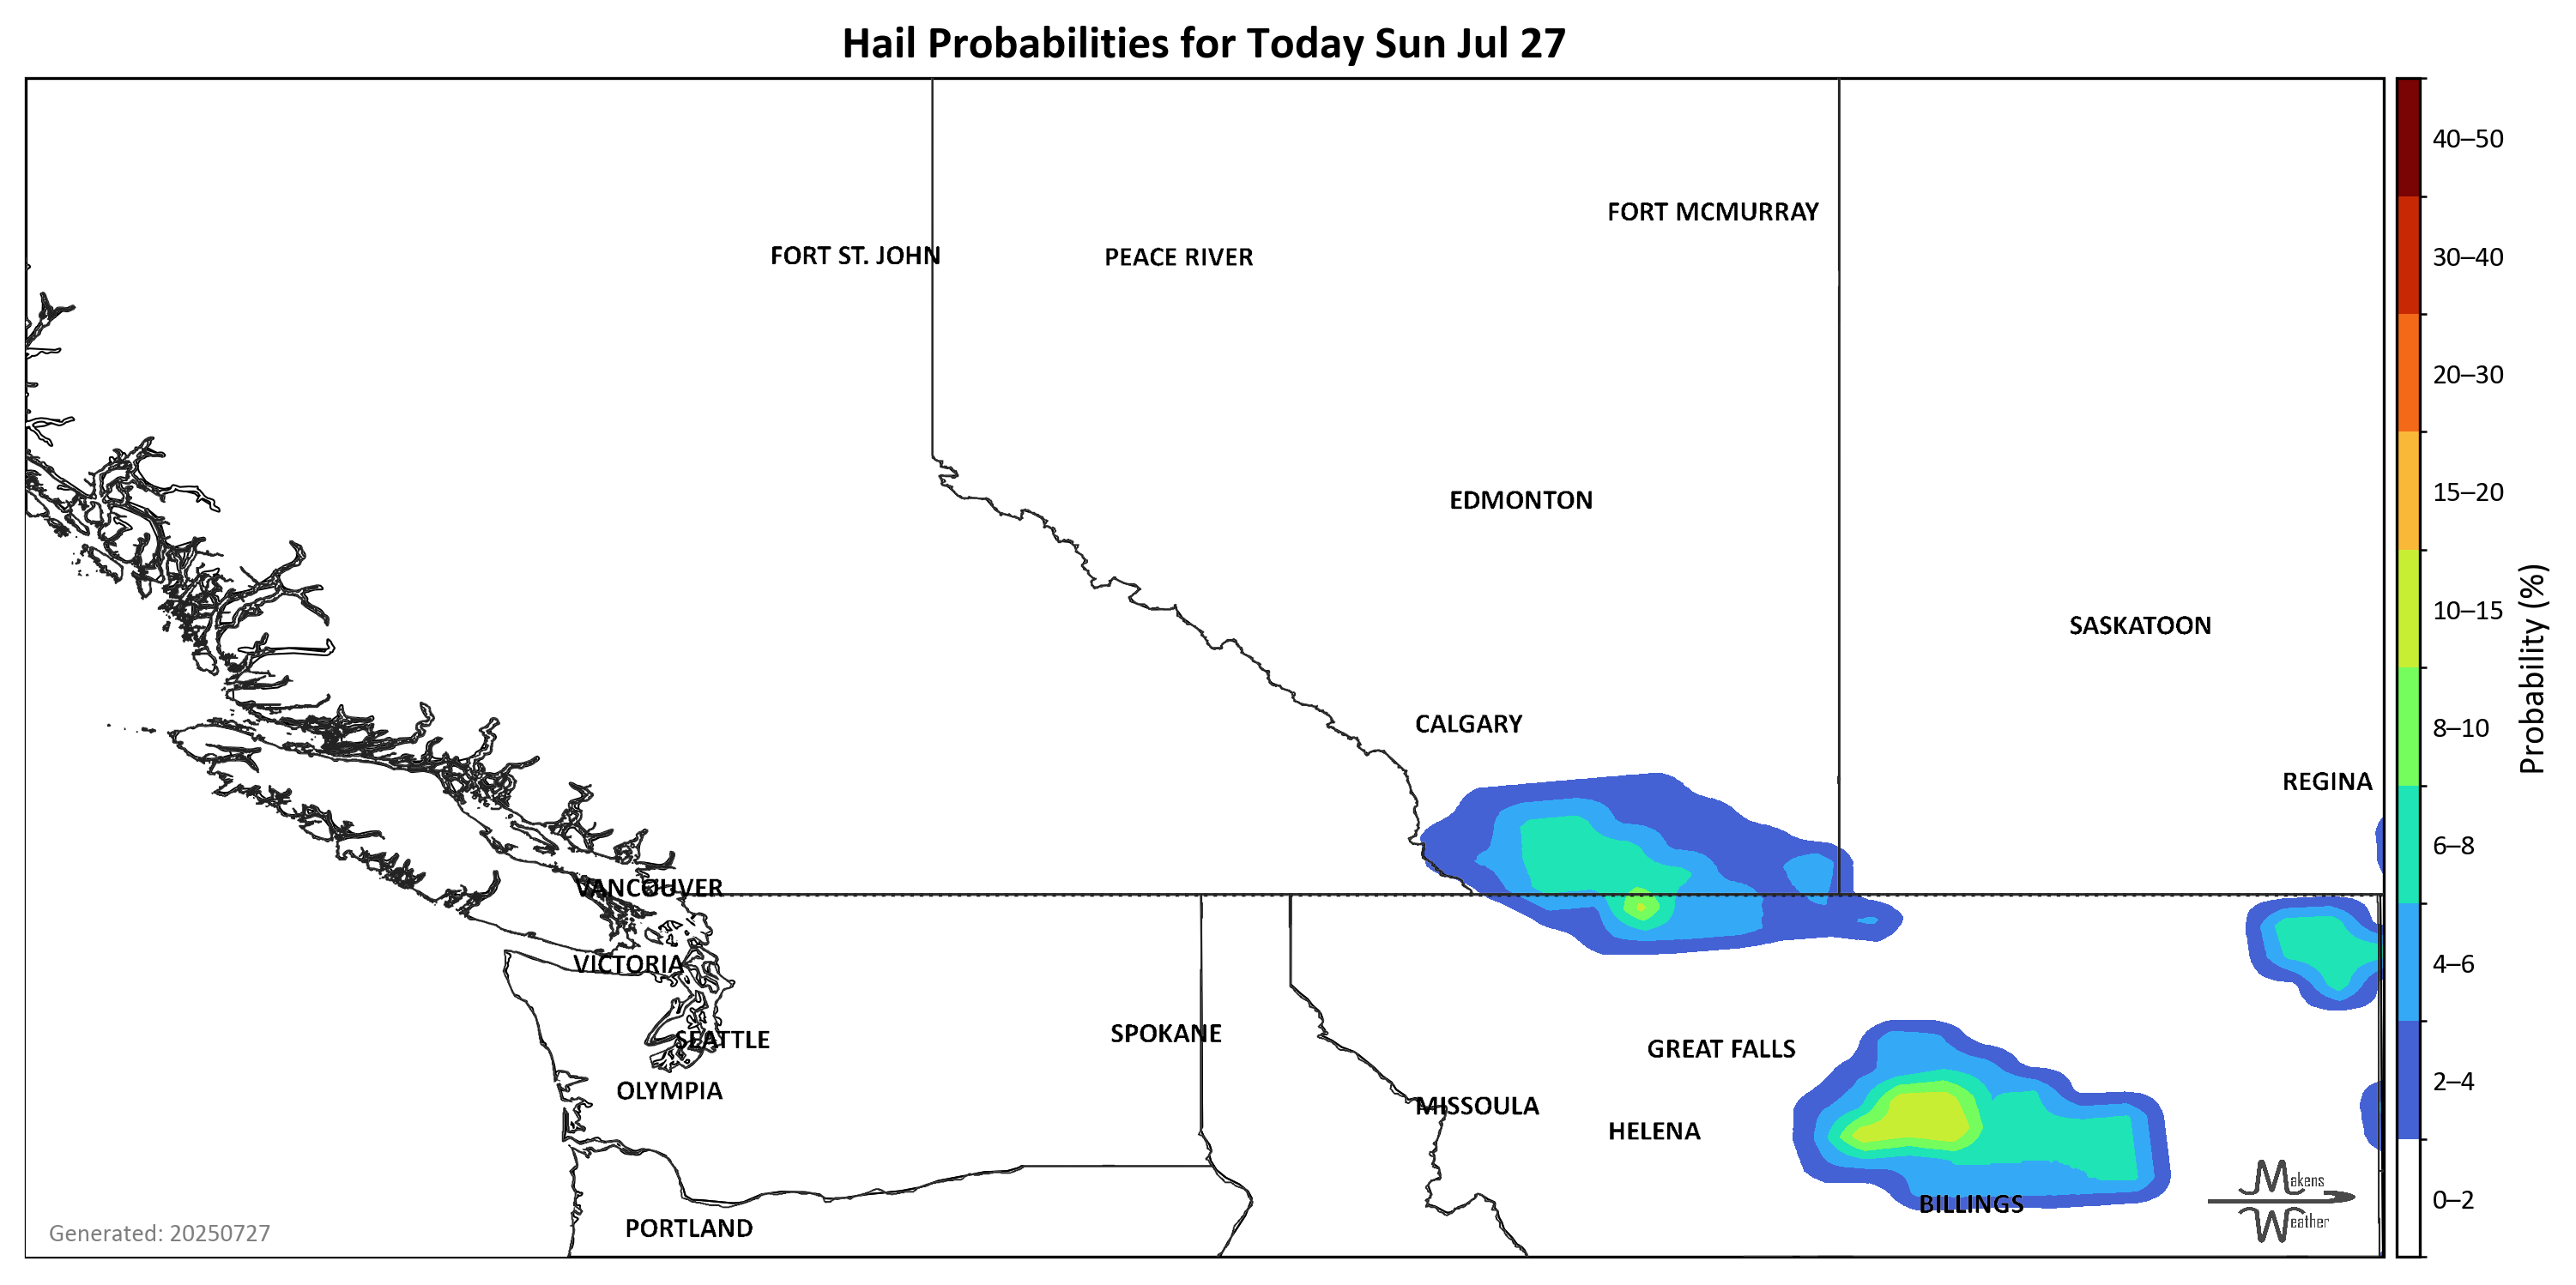 Hail Probabilities for Today Sun Jul 27
FORT MCMURRAY
FORT ST. JOHN
PEACE RIVER
EDMONTON
SASKATOON
CALGARY
REGINA
VANCOUVER
VICTORIA
SEATTLE
SPOKANE
GREAT FALLS
OLYMPIA
MISSOULA
HELENA
BILLINGS
PORTLAND
Generated: 20250727
Makens
Weather
40–50
30–40
20–30
15–20
10–15
8–10
6–8
4–6
2–4
0–2
Probability (%)